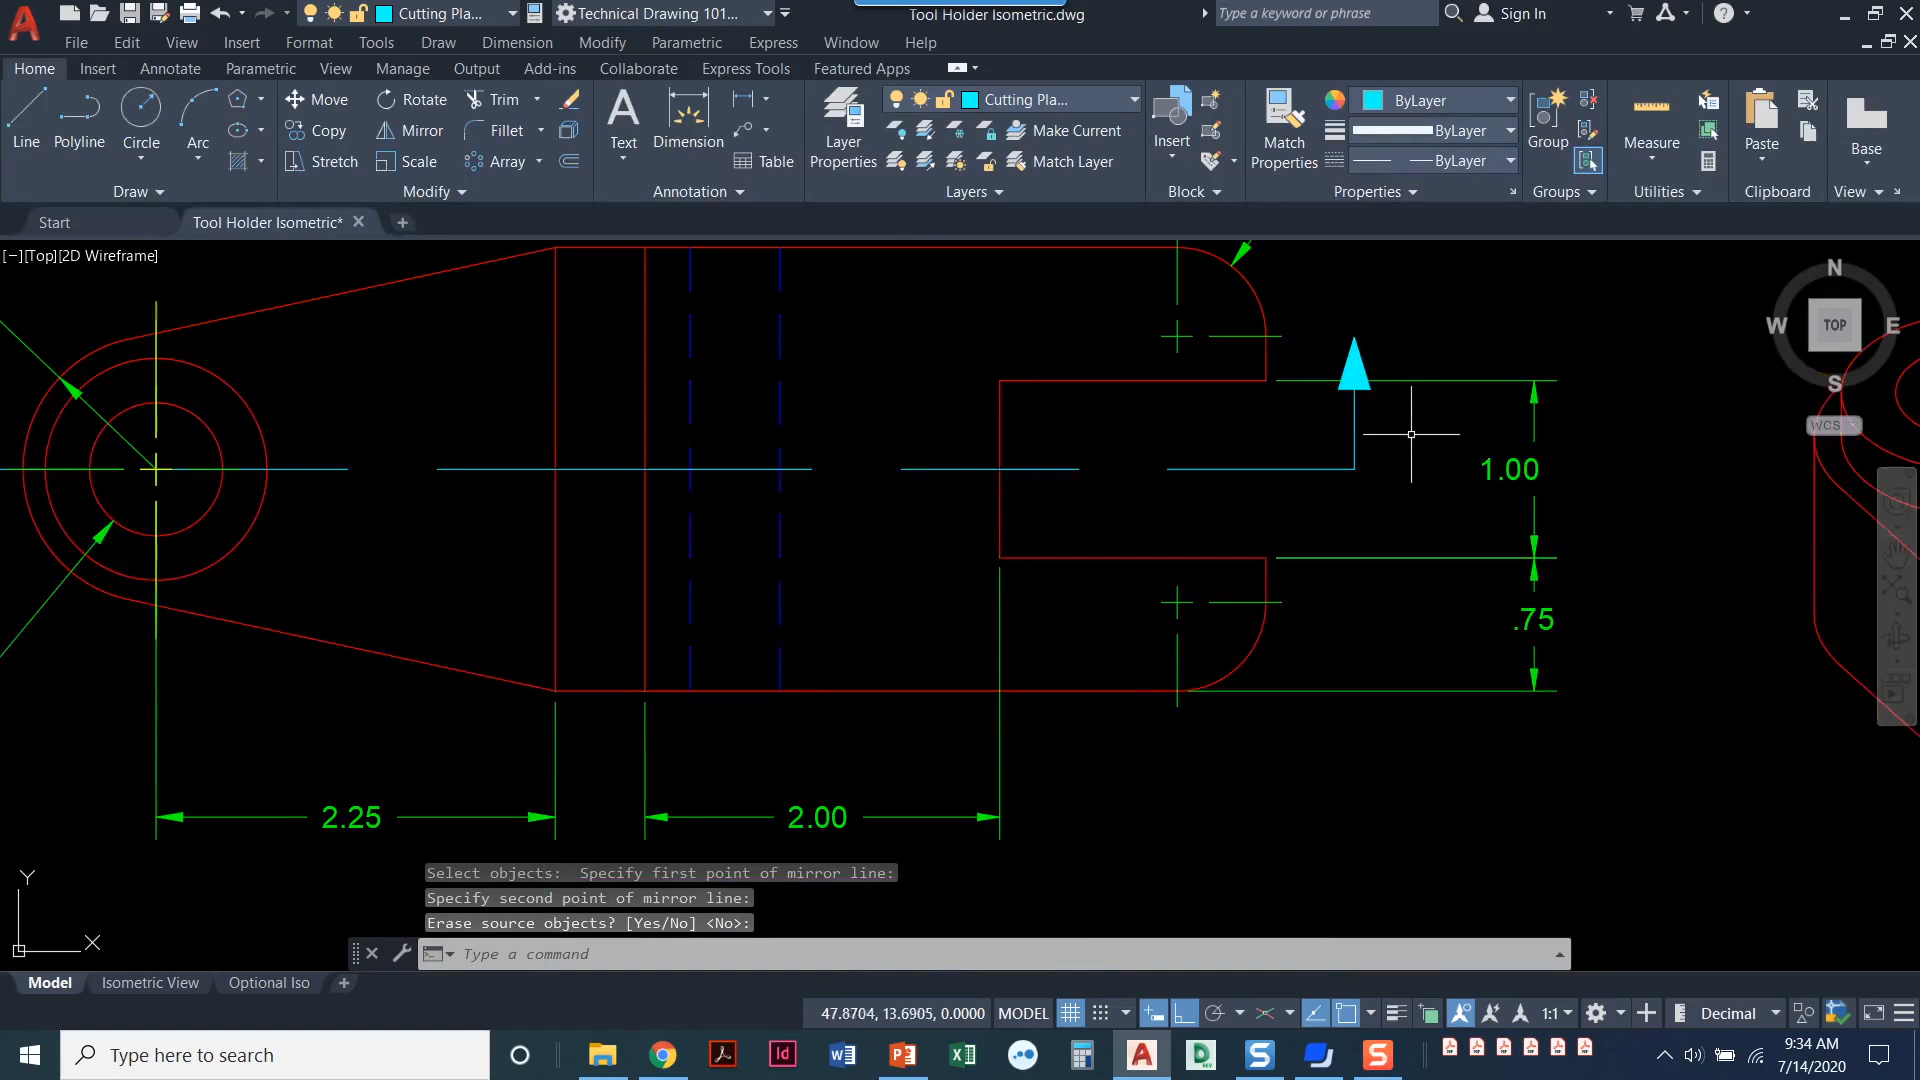 Cutting Pla...
Technical Drawing 101...
Tool Holder Isometric.dwg
Type a keyword or phrase
Sign In
File Edit View Insert Format Tools Draw Dimension Modify Parametric Express Window Help
Home Insert Annotate Parametric View Manage Output Add-ins Collaborate Express Tools Featured Apps
Move Rotate Trim
Cutting Pla...
ByLayer
Line Polyline Circle Arc
Copy Mirror Fillet
Text Dimension
Layer Properties
Make Current
Insert
Match Properties
ByLayer
Group
Measure
Paste
Base
Stretch Scale Array
Table
Match Layer
ByLayer
Draw Modify Annotation Layers Block Properties Groups Utilities Clipboard View
Start Tool Holder Isometric*
[−][Top][2D Wireframe]
N
W TOP E
S
WCS
1.00
.75
2.25 2.00
Select objects: Specify first point of mirror line:
Specify second point of mirror line:
Erase source objects? [Yes/No] <No>:
Y
X
Type a command
Model Isometric View Optional Iso
47.8704, 13.6905, 0.0000 MODEL 1:1 Decimal
Type here to search
9:34 AM
7/14/2020